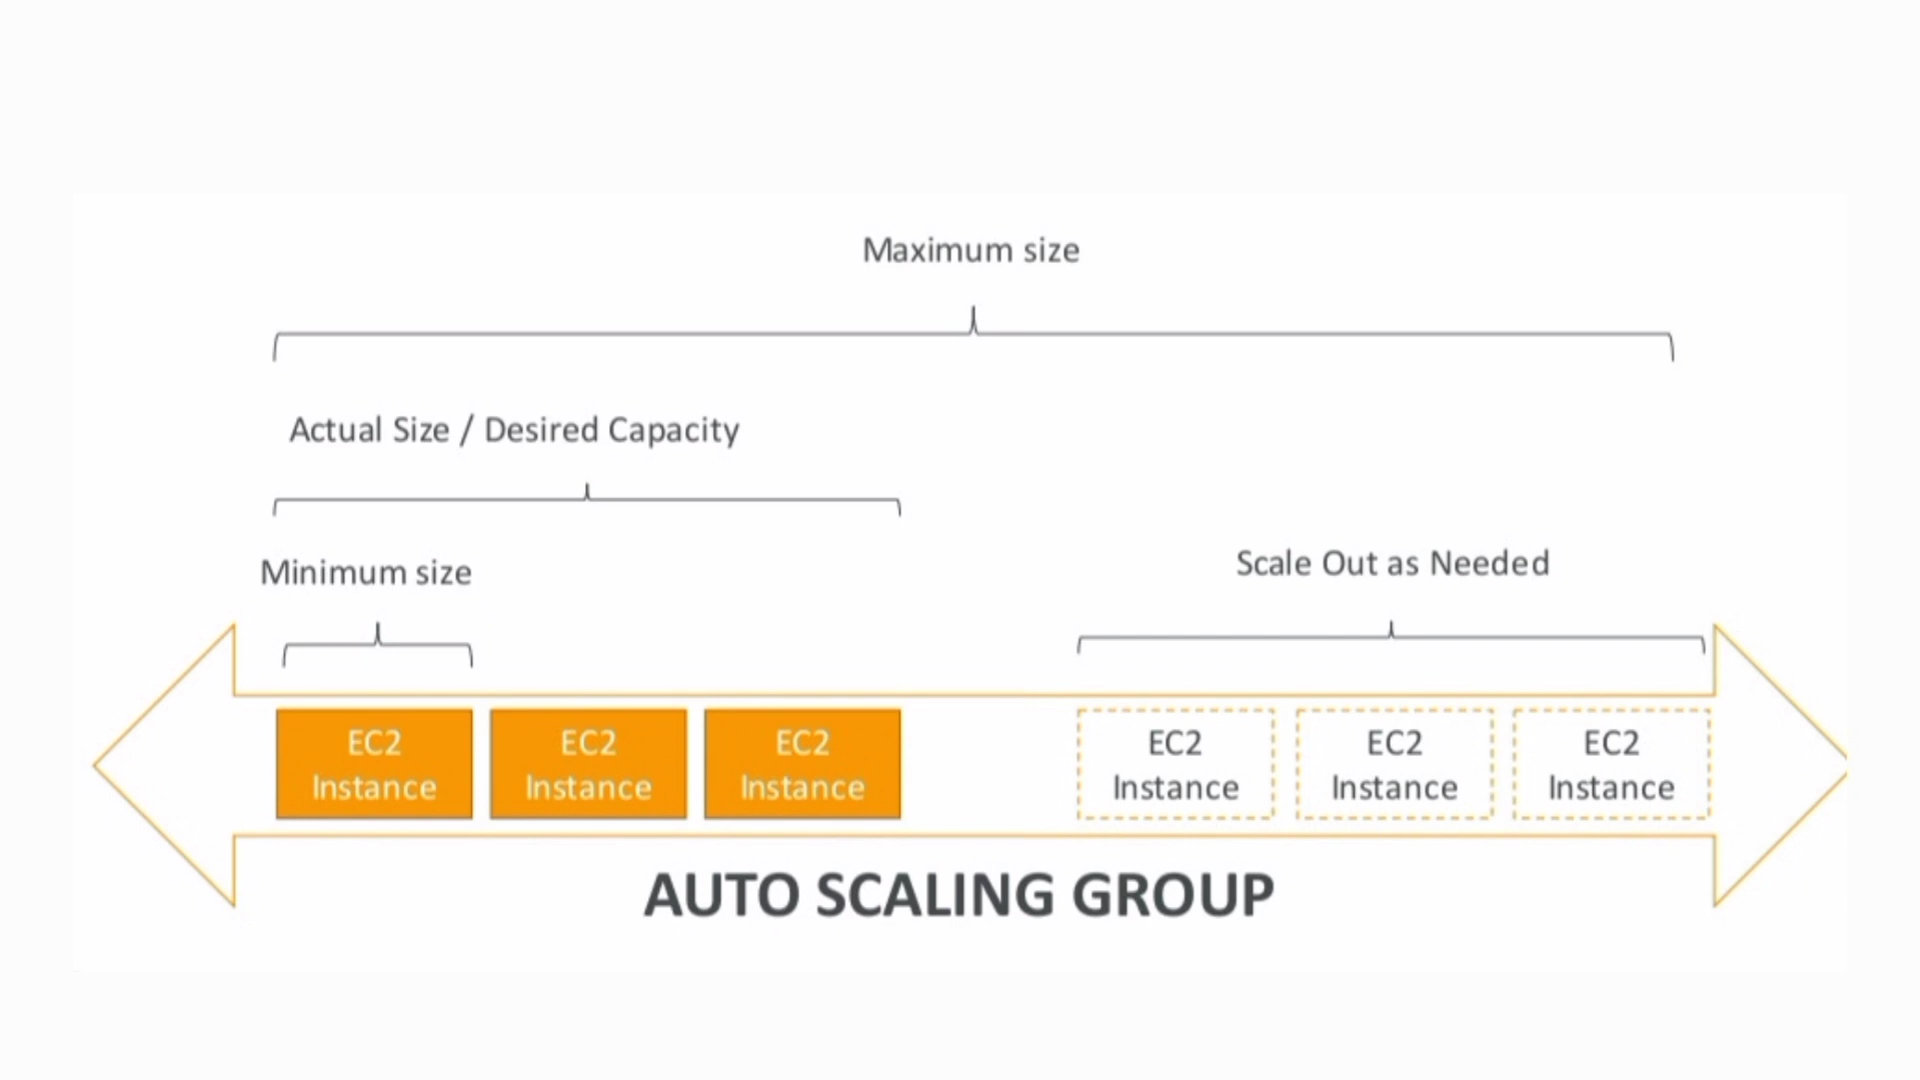 Maximum size
Actual Size / Desired Capacity
Minimum size
Scale Out as Needed
EC2
Instance
EC2
Instance
EC2
Instance
EC2
Instance
EC2
Instance
EC2
Instance
AUTO SCALING GROUP